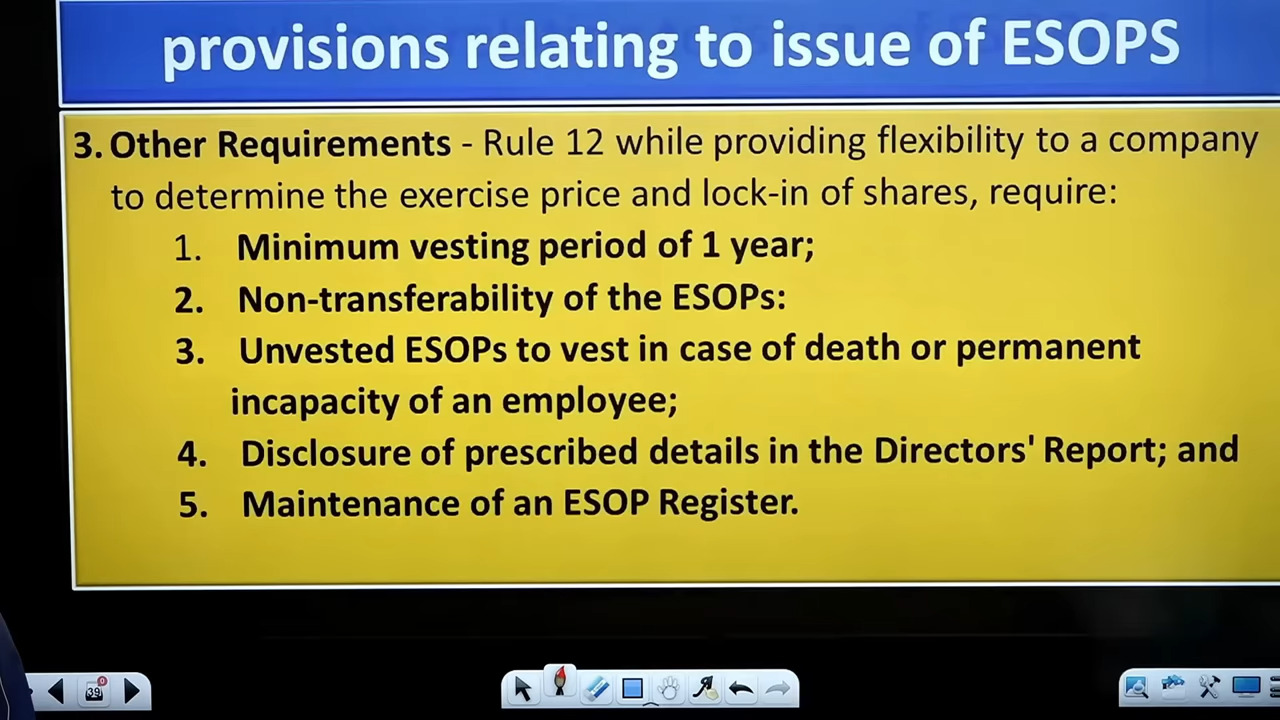 provisions relating to issue of ESOPS
3. Other Requirements - Rule 12 while providing flexibility to a company
to determine the exercise price and lock-in of shares, require:
1. Minimum vesting period of 1 year;
2. Non-transferability of the ESOPs:
3. Unvested ESOPs to vest in case of death or permanent
incapacity of an employee;
4. Disclosure of prescribed details in the Directors' Report; and
5. Maintenance of an ESOP Register.
39
0